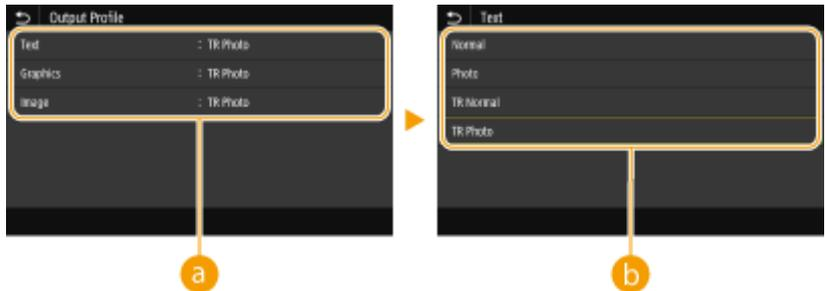 Output Profile
Text : TR Photo
Graphics : TR Photo
Image : TR Photo
a
Text
Normal
Photo
TR Normal
TR Photo
b